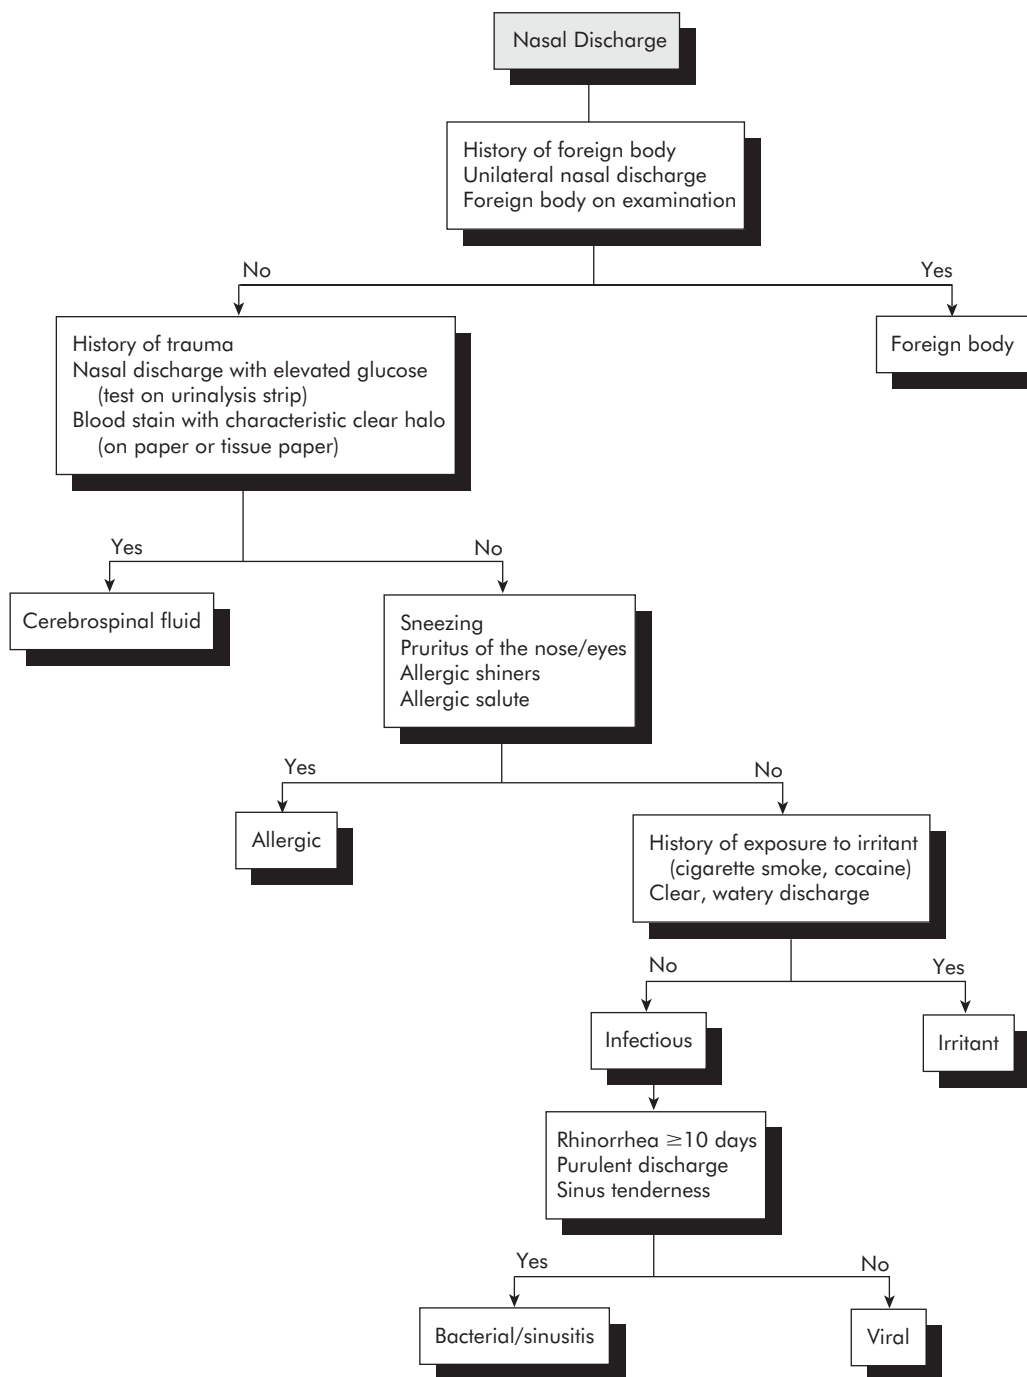 Nasal Discharge
History of foreign body
Unilateral nasal discharge
Foreign body on examination
No
Yes
History of trauma
Nasal discharge with elevated glucose
(test on urinalysis strip)
Blood stain with characteristic clear halo
(on paper or tissue paper)
Foreign body
Yes
No
Cerebrospinal fluid
Sneezing
Pruritus of the nose/eyes
Allergic shiners
Allergic salute
Yes
No
Allergic
History of exposure to irritant
(cigarette smoke, cocaine)
Clear, watery discharge
No
Yes
Infectious
Irritant
Rhinorrhea ≥10 days
Purulent discharge
Sinus tenderness
Yes
No
Bacterial/sinusitis
Viral